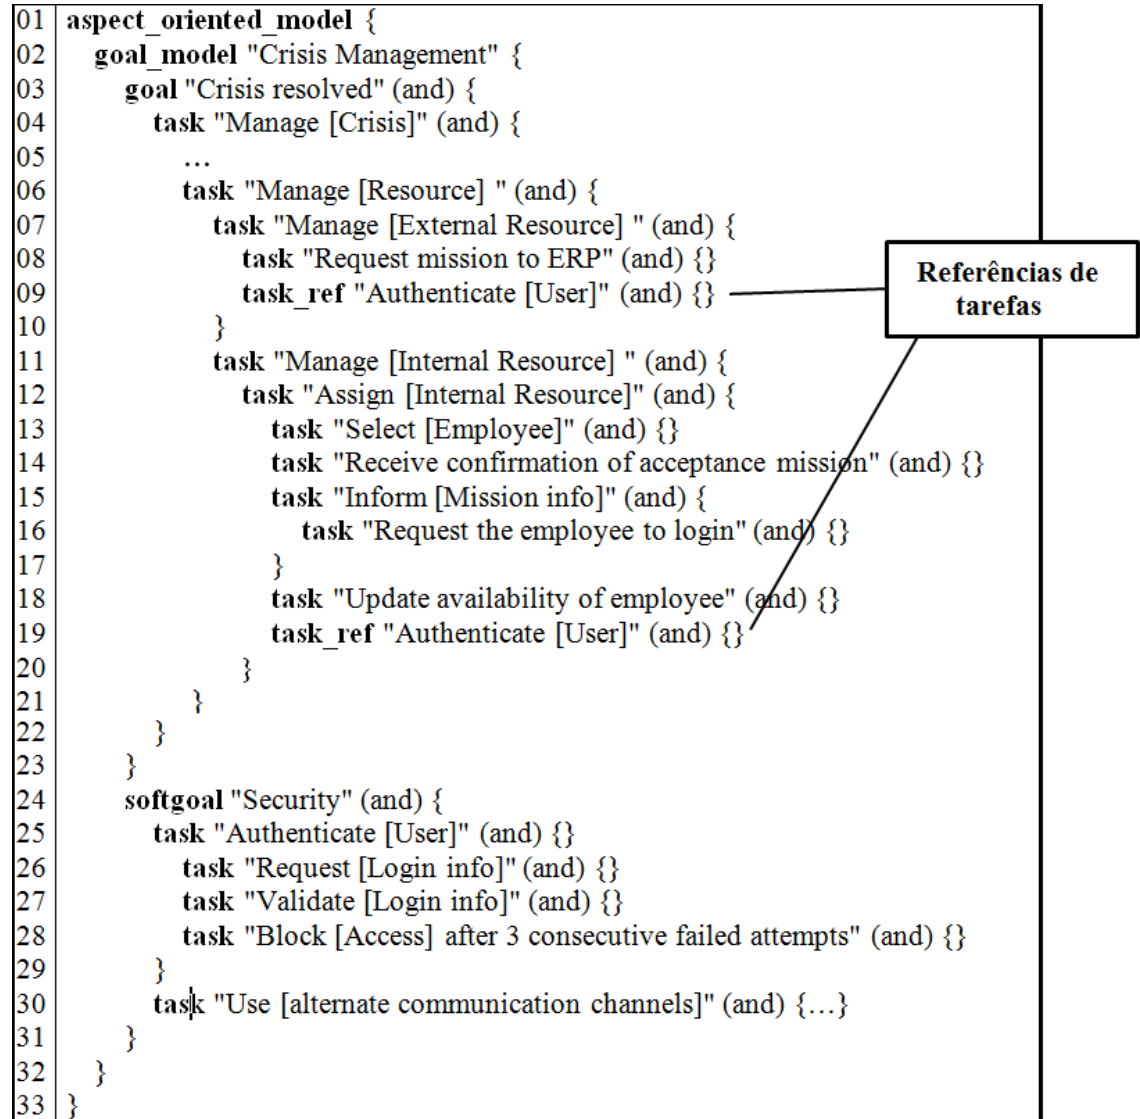 01 aspect_oriented_model {
02 goal_model "Crisis Management" {
03 goal "Crisis resolved" (and) {
04 task "Manage [Crisis]" (and) {
05 ...
06 task "Manage [Resource] " (and) {
07 task "Manage [External Resource] " (and) {
08 task "Request mission to ERP" (and) {}
09 task_ref "Authenticate [User]" (and) {}
10 }
11 task "Manage [Internal Resource] " (and) {
12 task "Assign [Internal Resource]" (and) {
13 task "Select [Employee]" (and) {}
14 task "Receive confirmation of acceptance mission" (and) {}
15 task "Inform [Mission info]" (and) {
16 task "Request the employee to login" (and) {}
17 }
18 task "Update availability of employee" (and) {}
19 task_ref "Authenticate [User]" (and) {}
20 }
21 }
22 }
23 }
24 softgoal "Security" (and) {
25 task "Authenticate [User]" (and) {}
26 task "Request [Login info]" (and) {}
27 task "Validate [Login info]" (and) {}
28 task "Block [Access] after 3 consecutive failed attempts" (and) {}
29 }
30 task "Use [alternate communication channels]" (and) {...}
31 }
32 }
33 }
Referências de
tarefas